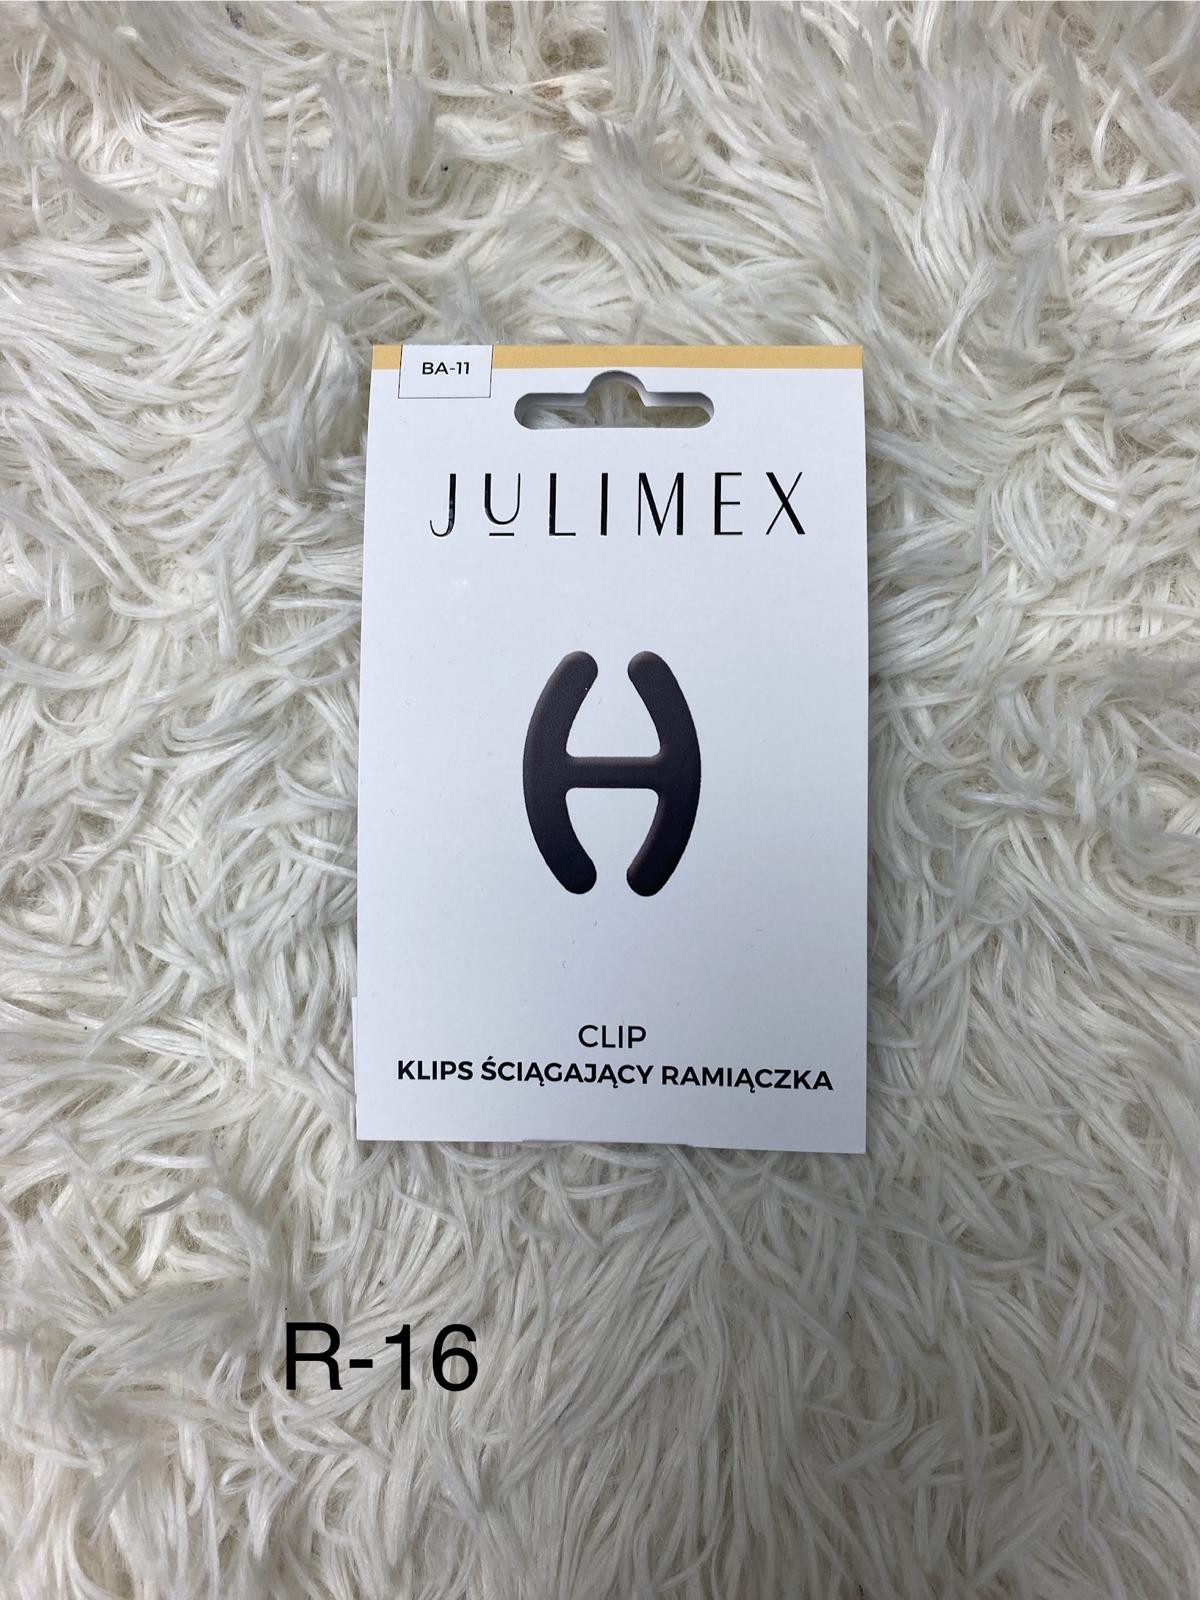 BA-11
JULIMEX
CLIP
KLIPS ŚCIĄGAJĄCY RAMIĄCZKA
R-16